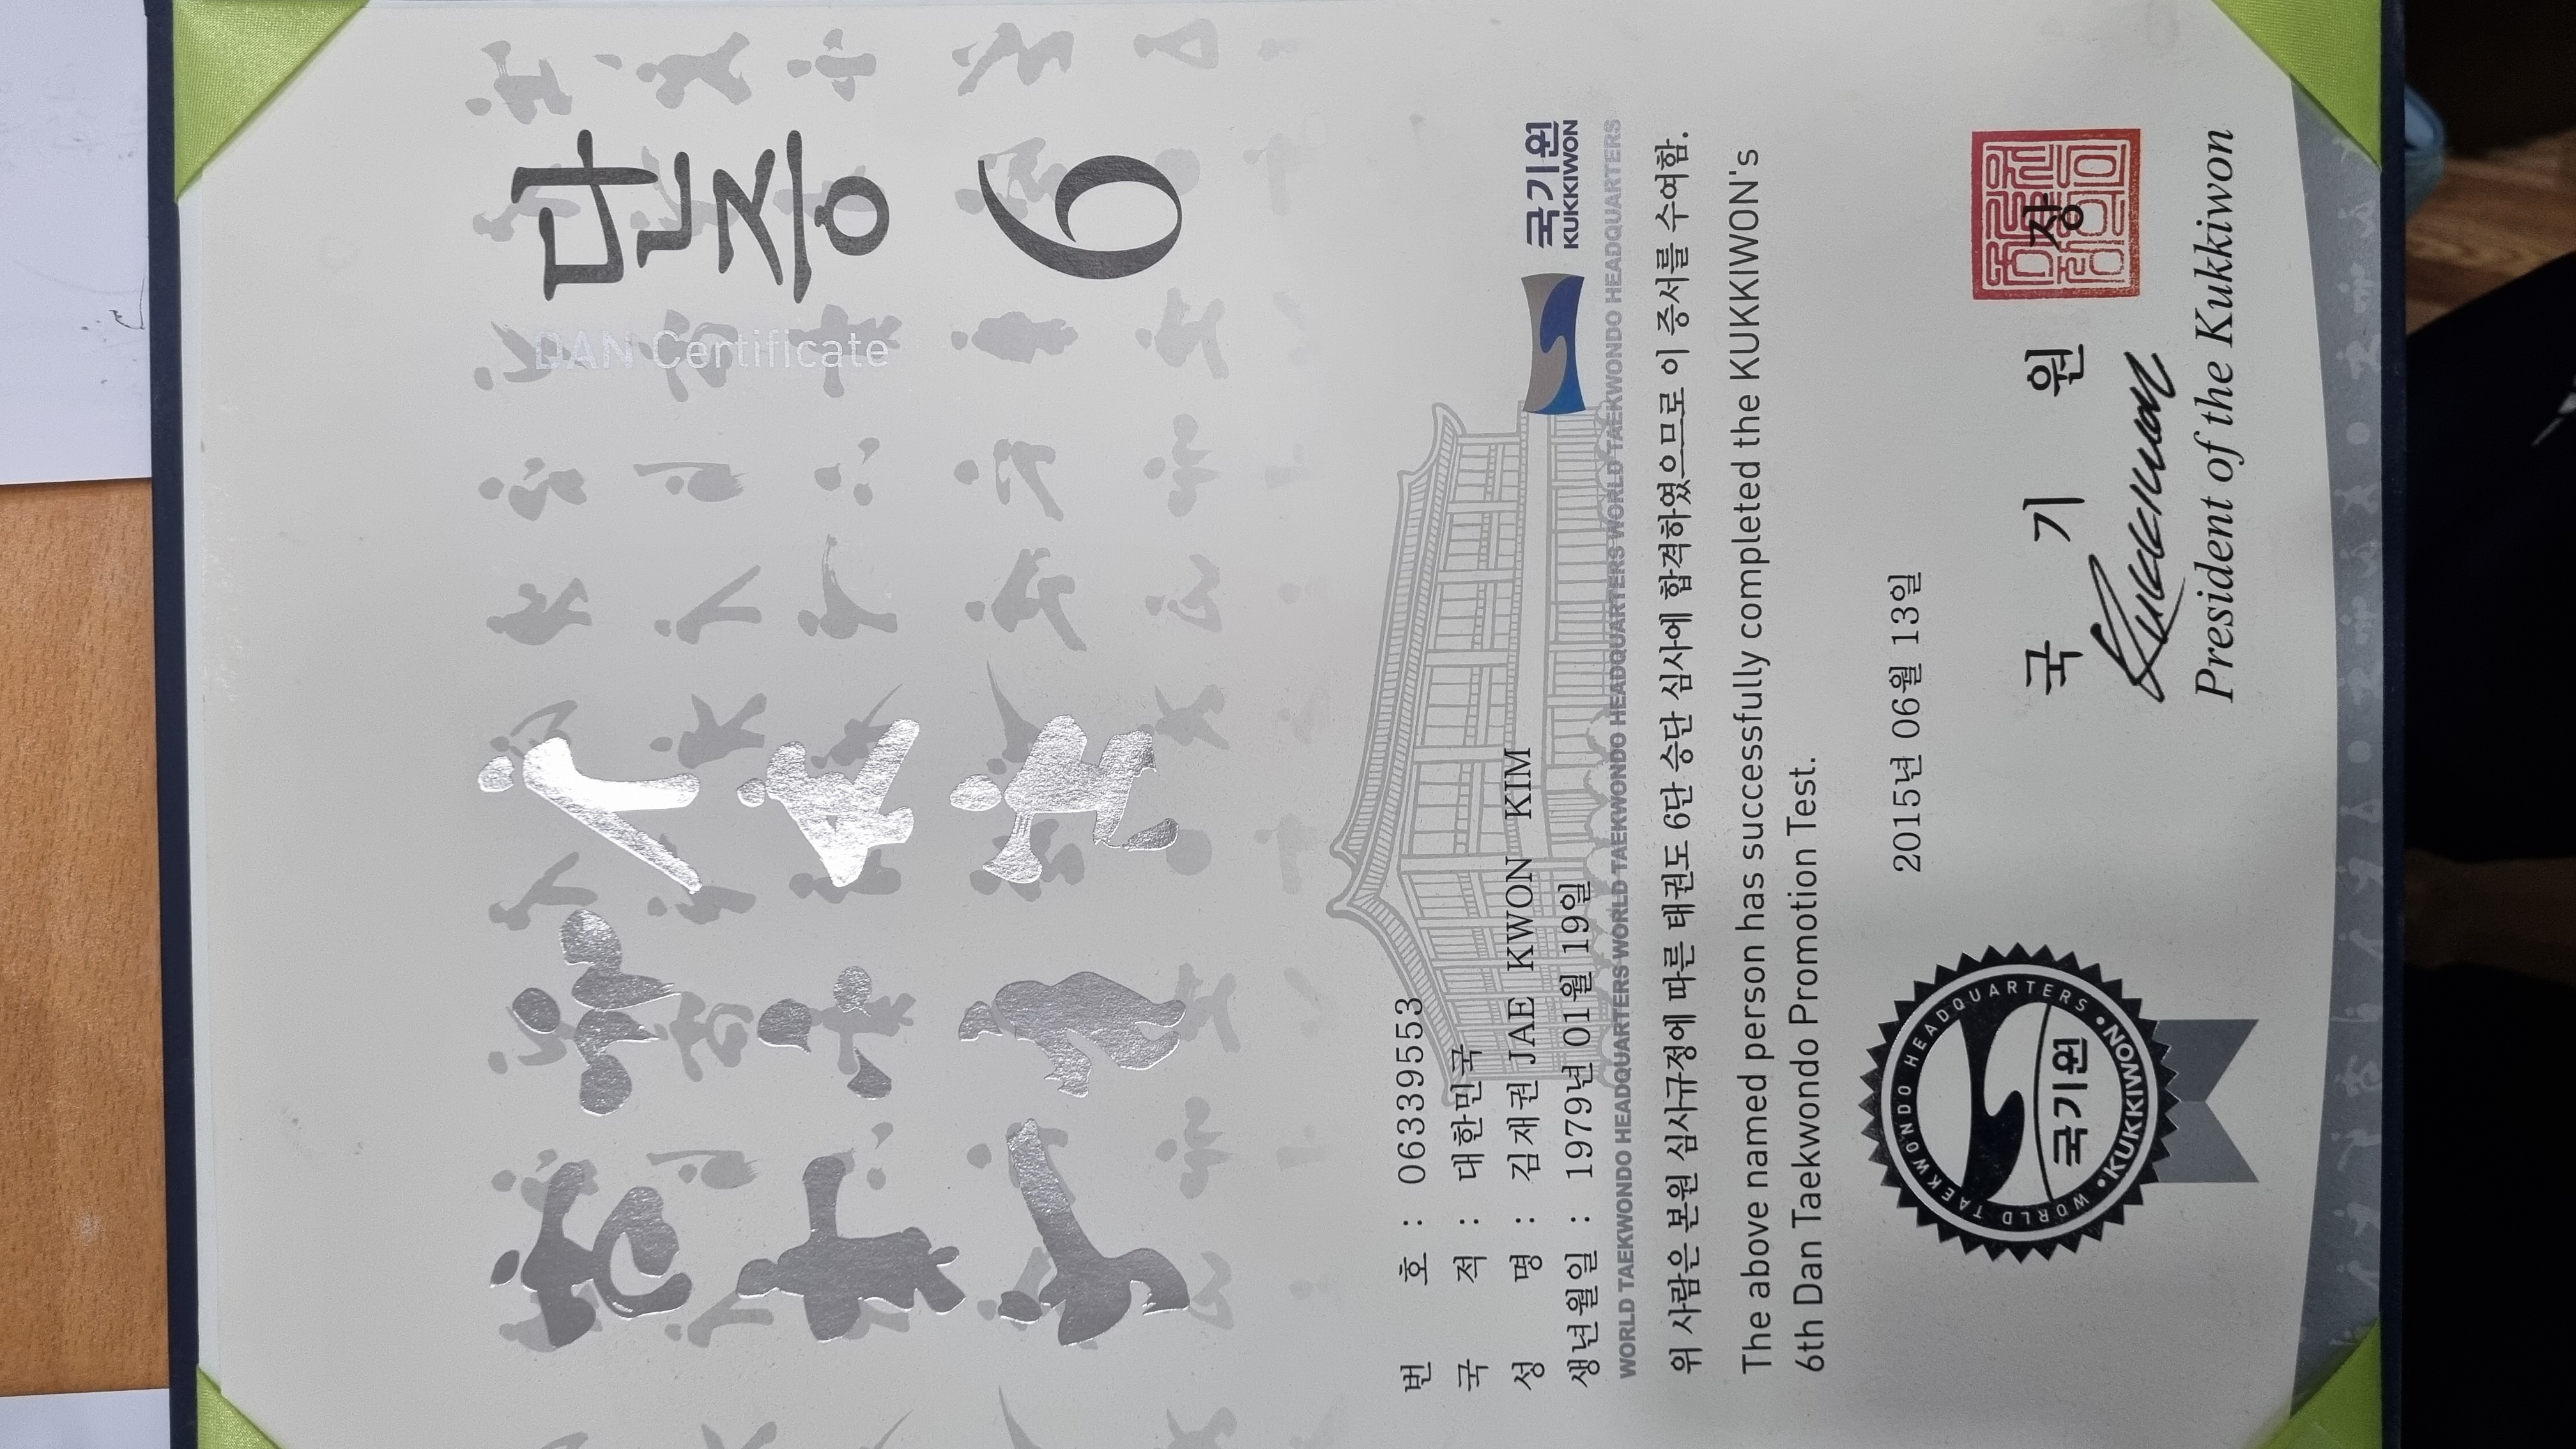 단증
DAN Certificate
6
국기원
KUKKIWON
번 호 : 06339553
국 적 : 대한민국
성 명 : 김재권 JAE KWON KIM
생년월일 : 1979년 01월 19일
WORLD TAEKWONDO HEADQUARTERS WORLD TAEKWONDO HEADQUARTERS WORLD TAEKWONDO HEADQUARTERS WORLD TAEKWONDO HEADQUARTERS
위 사람은 본원 심사규정에 따른 태권도 6단 승단 심사에 합격하였으므로 이 증서를 수여함.
The above named person has successfully completed the KUKKIWON's
6th Dan Taekwondo Promotion Test.
2015년 06월 13일
국 기 원 장
Kukkiwon
President of the Kukkiwon
WORLD TAEKWONDO HEADQUARTERS • KUKKIWON •
국기원